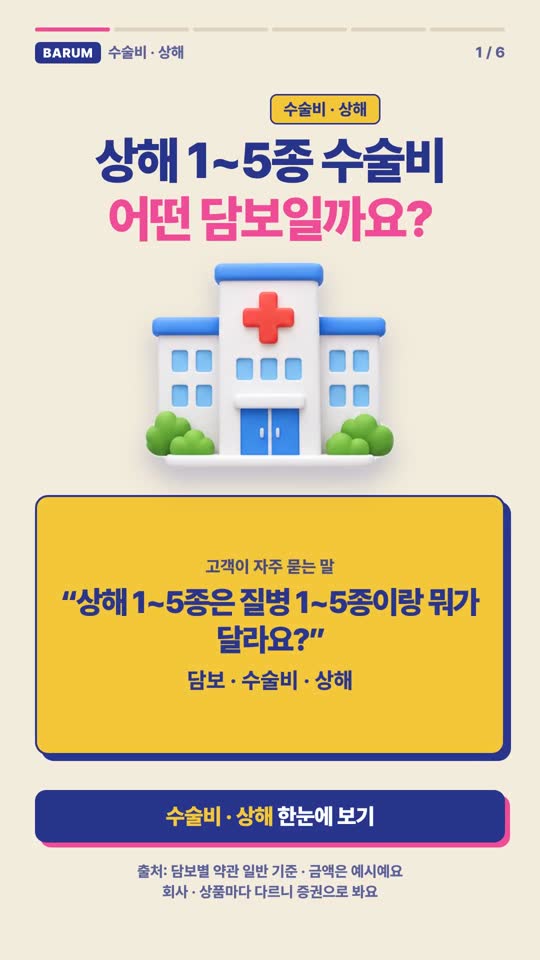 BARUM 수술비 · 상해 1 / 6
수술비 · 상해
상해 1~5종 수술비
어떤 담보일까요?
고객이 자주 묻는 말
“상해 1~5종은 질병 1~5종이랑 뭐가
달라요?”
담보 · 수술비 · 상해
수술비 · 상해 한눈에 보기
출처: 담보별 약관 일반 기준 · 금액은 예시예요
회사 · 상품마다 다르니 증권으로 봐요